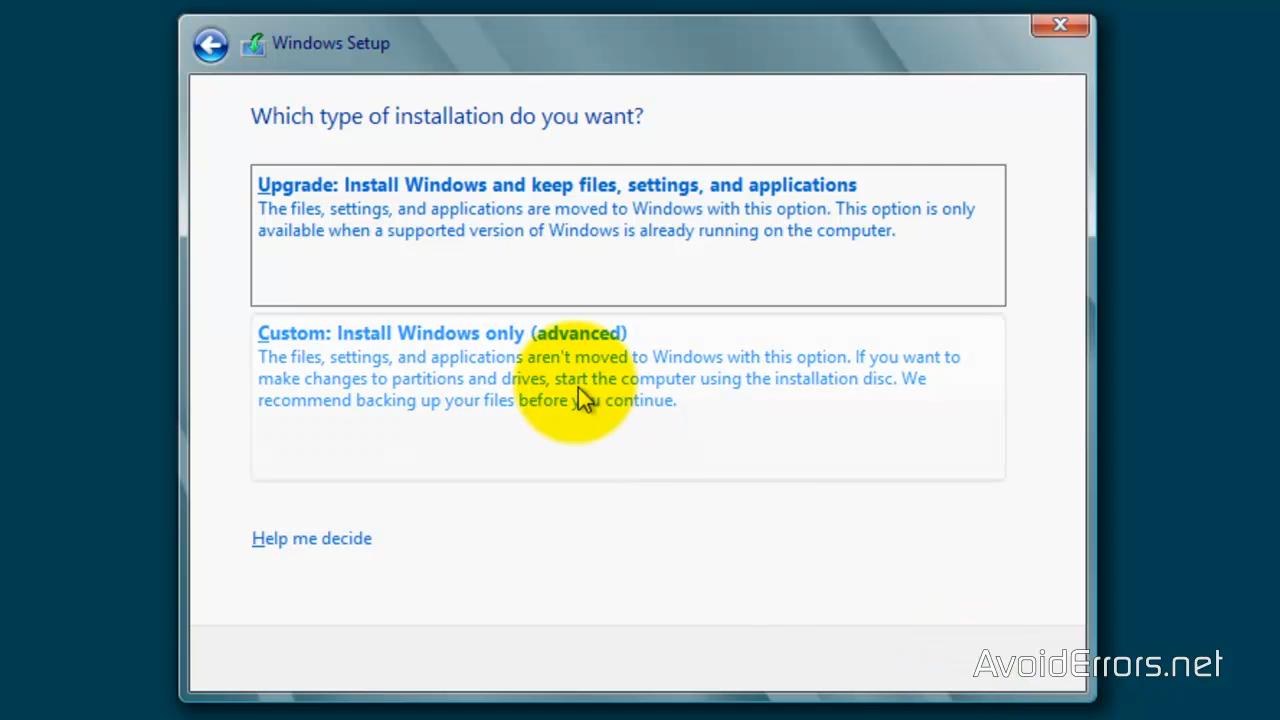 Windows Setup
Which type of installation do you want?
Upgrade: Install Windows and keep files, settings, and applications
The files, settings, and applications are moved to Windows with this option. This option is only
available when a supported version of Windows is already running on the computer.
Custom: Install Windows only (advanced)
The files, settings, and applications aren't moved to Windows with this option. If you want to
make changes to partitions and drives, start the computer using the installation disc. We
recommend backing up your files before you continue.
Help me decide
AvoidErrors.net